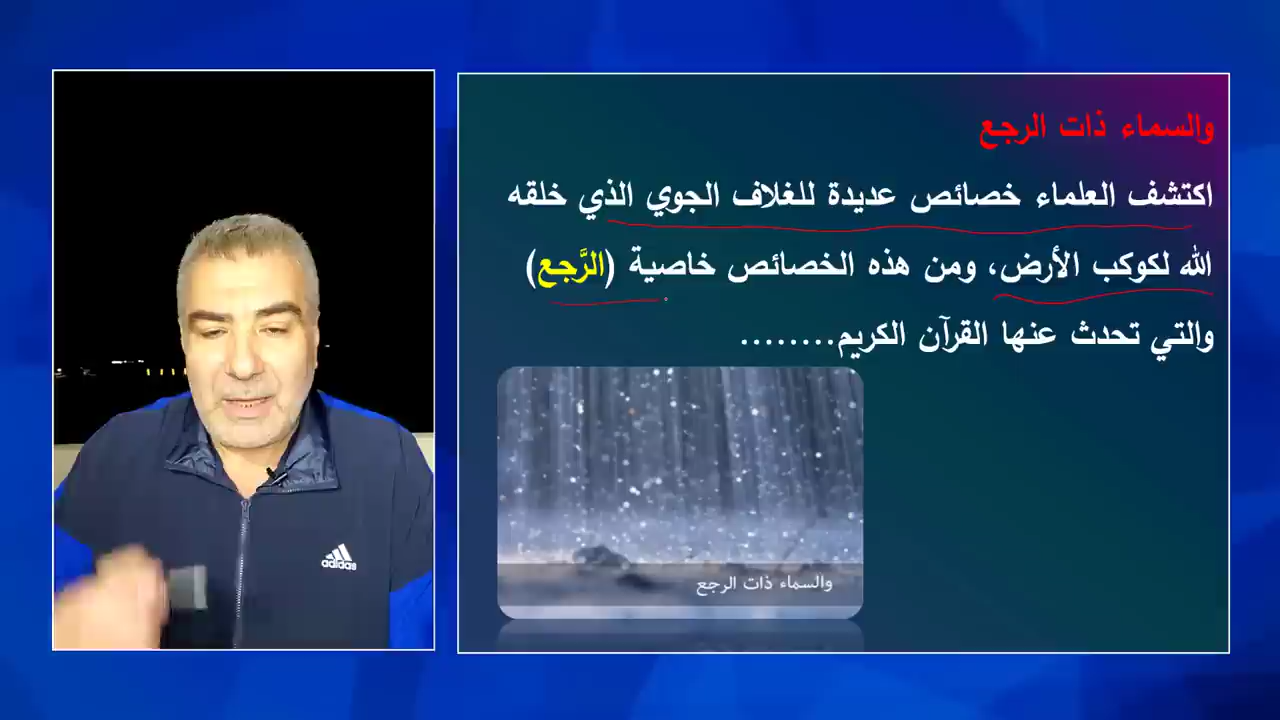 والسماء ذات الرجع
اكتشف العلماء خصائص عديدة للغلاف الجوي الذي خلقه
الله لكوكب الأرض، ومن هذه الخصائص خاصية (الرَّجع)
والتي تحدث عنها القرآن الكريم........
والسماء ذات الرجع
adidas